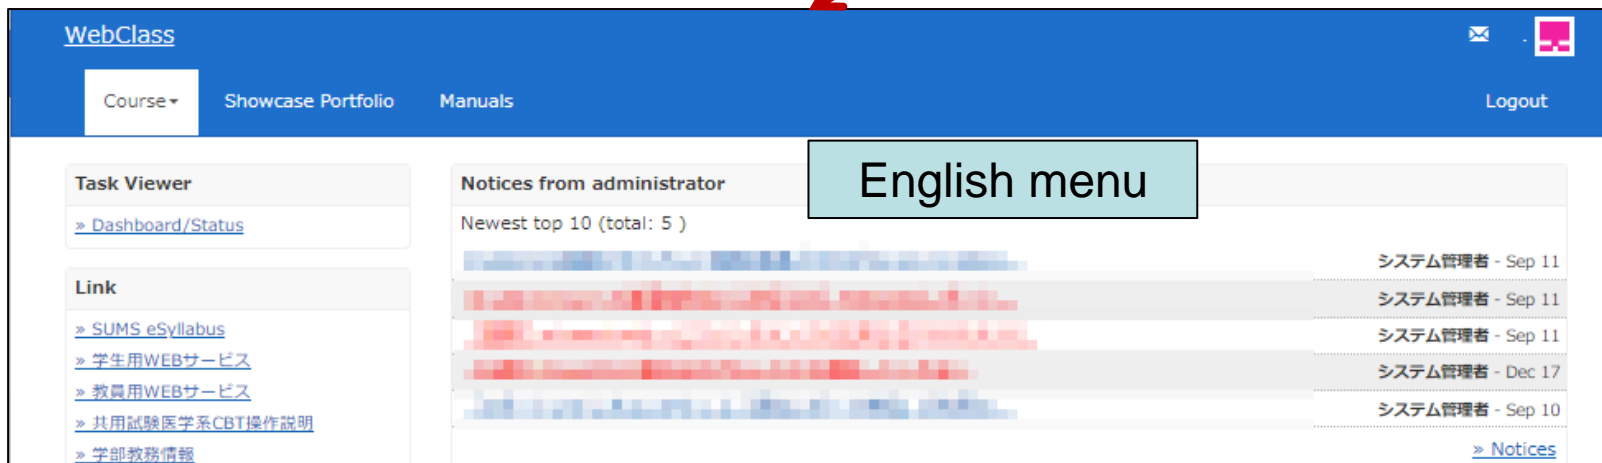 WebClass
Course Showcase Portfolio Manuals Logout
English menu
Task Viewer
» Dashboard/Status
Link
» SUMS eSyllabus
» 学生用WEBサービス
» 教員用WEBサービス
» 共用試験医学系CBT操作説明
» 学部教務情報
Notices from administrator
Newest top 10 (total: 5 )
システム管理者 - Sep 11
システム管理者 - Sep 11
システム管理者 - Sep 11
システム管理者 - Dec 17
システム管理者 - Sep 10
» Notices